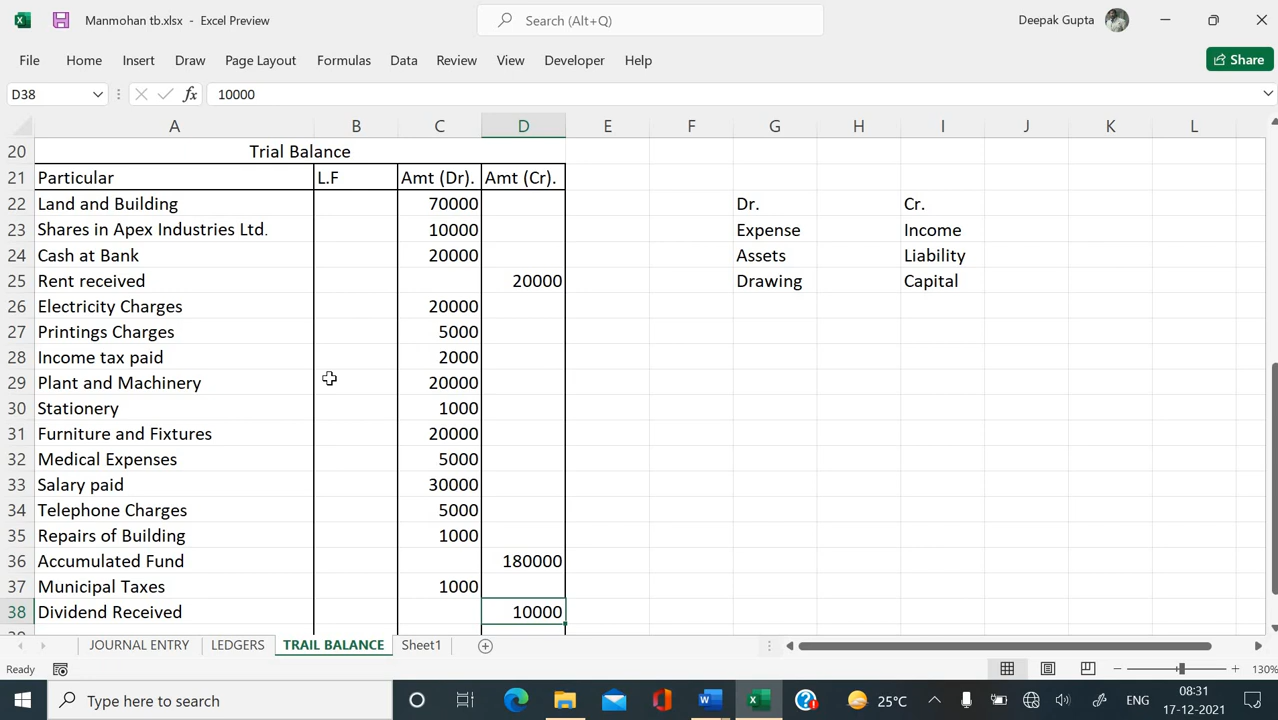 Manmohan tb.xlsx - Excel Preview
Search (Alt+Q)
Deepak Gupta
File Home Insert Draw Page Layout Formulas Data Review View Developer Help Share
D38 fx 10000
A B C D E F G H I J K L
20 Trial Balance
21 Particular L.F Amt (Dr). Amt (Cr).
22 Land and Building 70000 Dr. Cr.
23 Shares in Apex Industries Ltd. 10000 Expense Income
24 Cash at Bank 20000 Assets Liability
25 Rent received 20000 Drawing Capital
26 Electricity Charges 20000
27 Printings Charges 5000
28 Income tax paid 2000
29 Plant and Machinery 20000
30 Stationery 1000
31 Furniture and Fixtures 20000
32 Medical Expenses 5000
33 Salary paid 30000
34 Telephone Charges 5000
35 Repairs of Building 1000
36 Accumulated Fund 180000
37 Municipal Taxes 1000
38 Dividend Received 10000
JOURNAL ENTRY LEDGERS TRAIL BALANCE Sheet1
Ready 130%
Type here to search 25°C ENG 08:31
17-12-2021